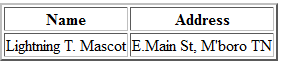 Name Address
Lightning T. Mascot E.Main St, M'boro TN